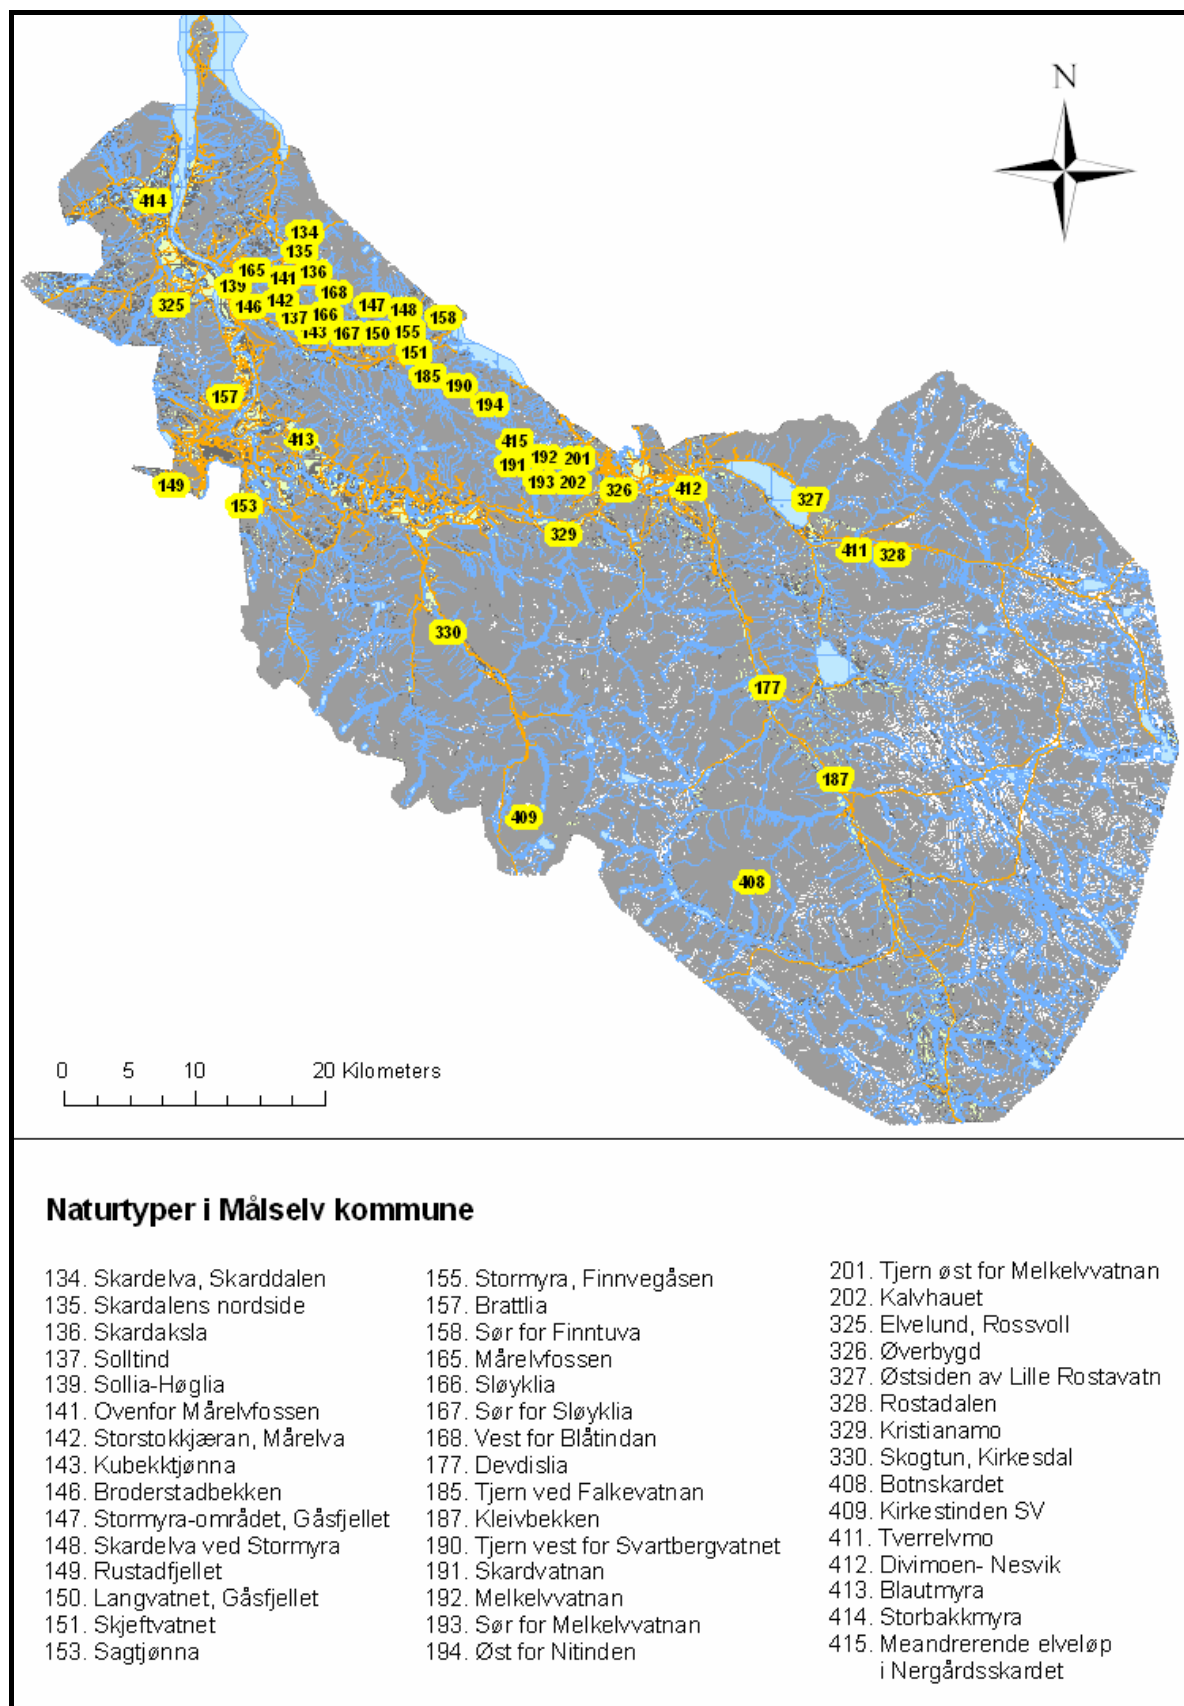 N
414
134
135
165
141
136
139
168
142
147
325
146
148
166
137
158
143
167
150
155
151
185
190
157
194
413
415
192
201
191
149
193
202
326
412
327
153
329
411
328
330
177
187
409
408
0 5 10 20 Kilometers
Naturtyper i Målselv kommune
134. Skardelva, Skarddalen
135. Skardalens nordside
136. Skardaksla
137. Solltind
139. Sollia-Høglia
141. Ovenfor Mårelvfossen
142. Storstokkjæran, Mårelva
143. Kubekktjønna
146. Broderstadbekken
147. Stormyra-området, Gåsfjellet
148. Skardelva ved Stormyra
149. Rustadfjellet
150. Langvatnet, Gåsfjellet
151. Skjeftvatnet
153. Sagtjønna
155. Stormyra, Finnvegåsen
157. Brattlia
158. Sør for Finntuva
165. Mårelvfossen
166. Sløyklia
167. Sør for Sløyklia
168. Vest for Blåtindan
177. Devdislia
185. Tjern ved Falkevatnan
187. Kleivbekken
190. Tjern vest for Svartbergvatnet
191. Skardvatnan
192. Melkelvvatnan
193. Sør for Melkelvvatnan
194. Øst for Nitinden
201. Tjern øst for Melkelvvatnan
202. Kalvhauet
325. Elvelund, Rossvoll
326. Øverbygd
327. Østsiden av Lille Rostavatn
328. Rostadalen
329. Kristianamo
330. Skogtun, Kirkesdal
408. Botnskardet
409. Kirkestinden SV
411. Tverrelvmo
412. Divimoen- Nesvik
413. Blautmyra
414. Storbakkmyra
415. Meandrerende elveløp
i Nergårdsskardet